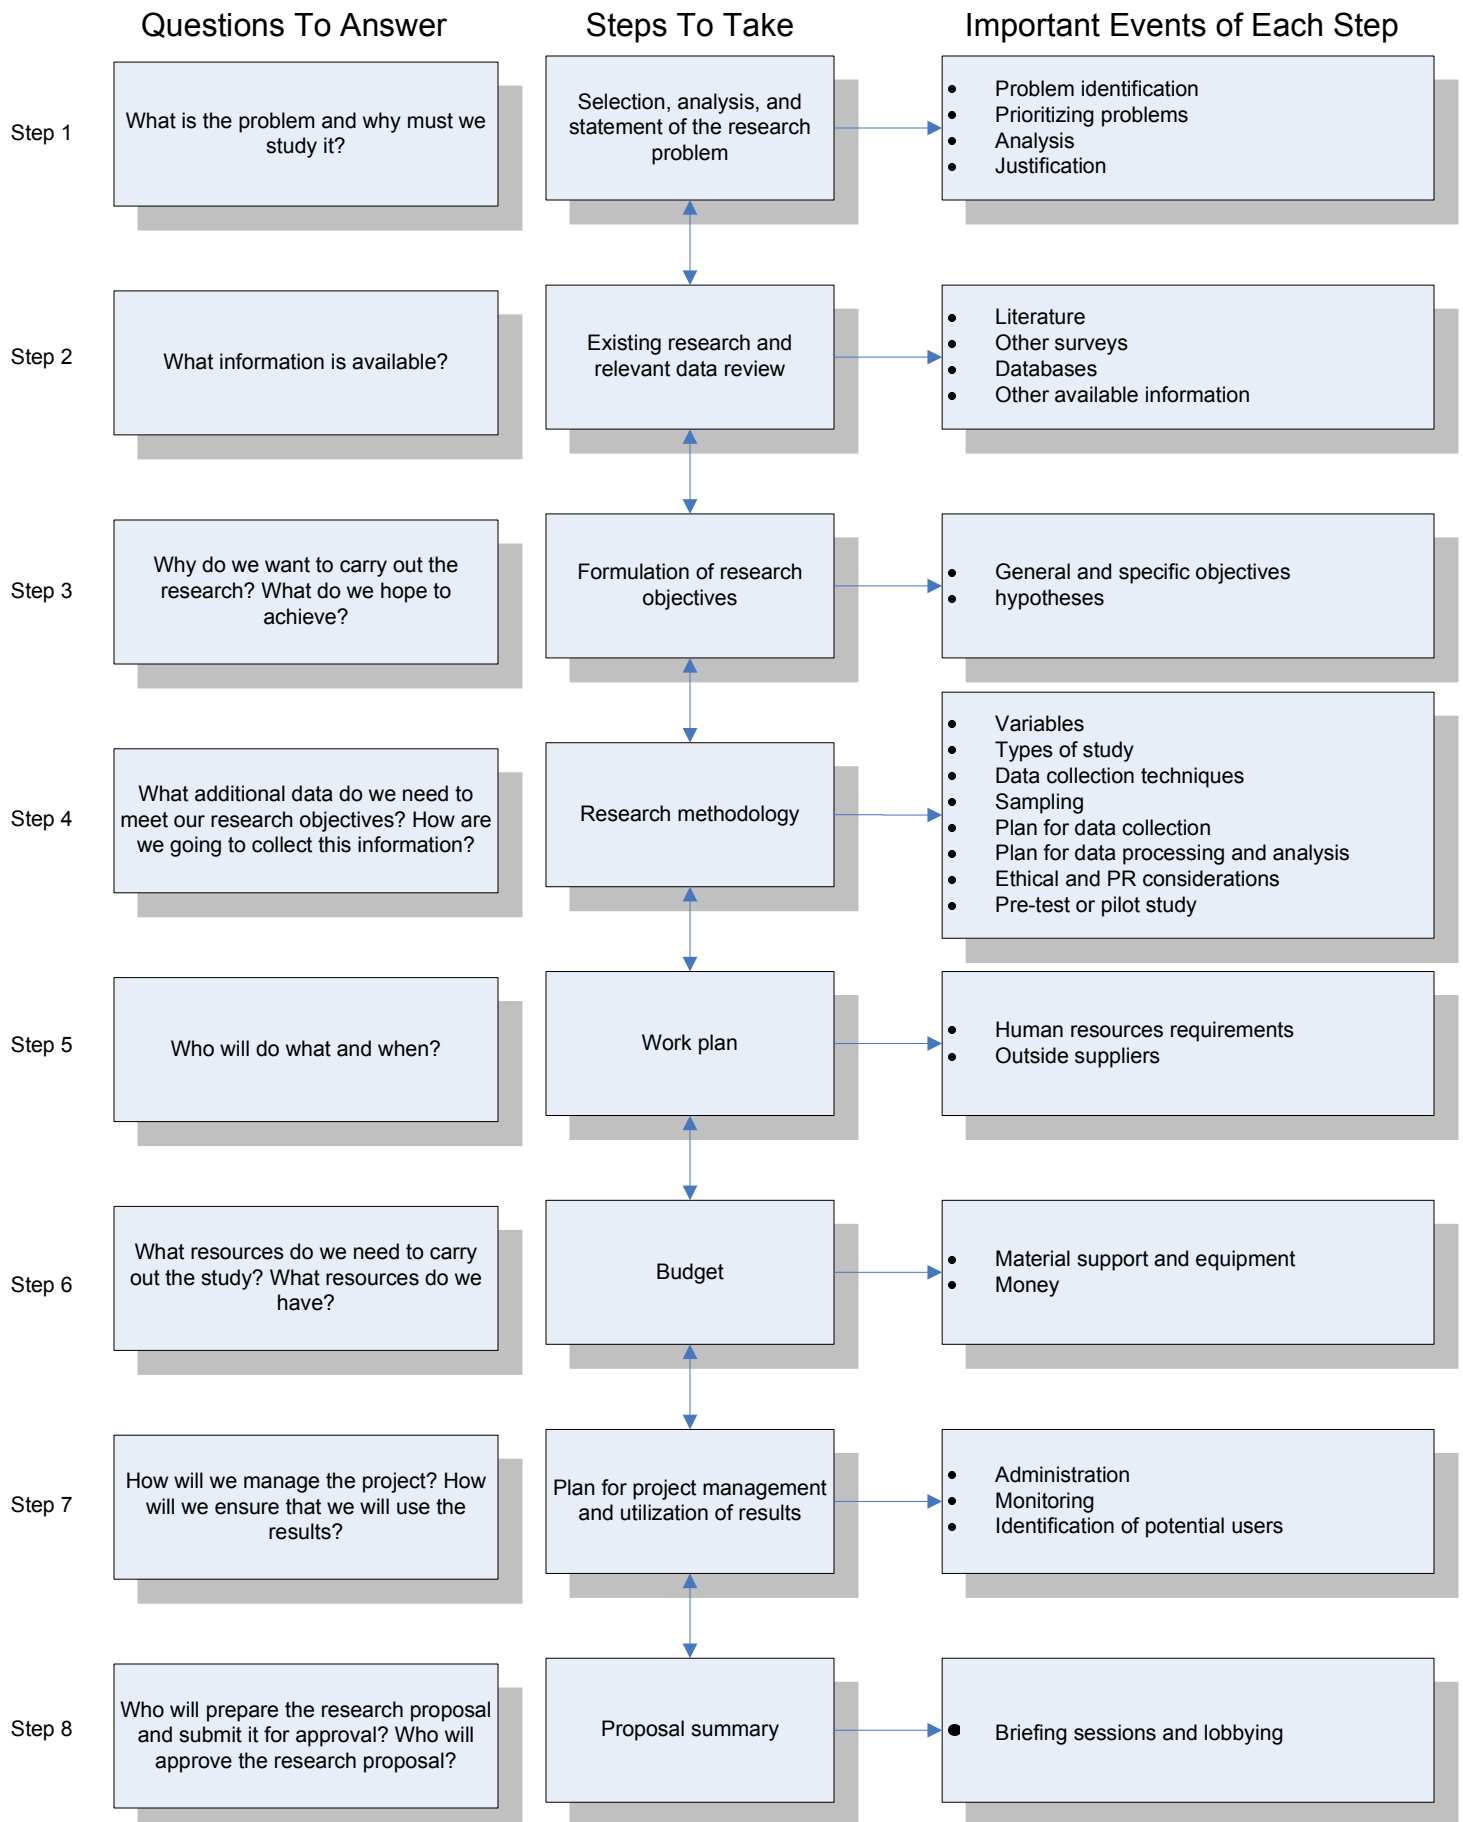 Questions To Answer
Steps To Take
Important Events of Each Step
Step 1
What is the problem and why must we
study it?
Selection, analysis, and
statement of the research
problem
• Problem identification
• Prioritizing problems
• Analysis
• Justification
Step 2
What information is available?
Existing research and
relevant data review
• Literature
• Other surveys
• Databases
• Other available information
Step 3
Why do we want to carry out the
research? What do we hope to
achieve?
Formulation of research
objectives
• General and specific objectives
• hypotheses
Step 4
What additional data do we need to
meet our research objectives? How are
we going to collect this information?
Research methodology
• Variables
• Types of study
• Data collection techniques
• Sampling
• Plan for data collection
• Plan for data processing and analysis
• Ethical and PR considerations
• Pre-test or pilot study
Step 5
Who will do what and when?
Work plan
• Human resources requirements
• Outside suppliers
Step 6
What resources do we need to carry
out the study? What resources do we
have?
Budget
• Material support and equipment
• Money
Step 7
How will we manage the project? How
will we ensure that we will use the
results?
Plan for project management
and utilization of results
• Administration
• Monitoring
• Identification of potential users
Step 8
Who will prepare the research proposal
and submit it for approval? Who will
approve the research proposal?
Proposal summary
• Briefing sessions and lobbying